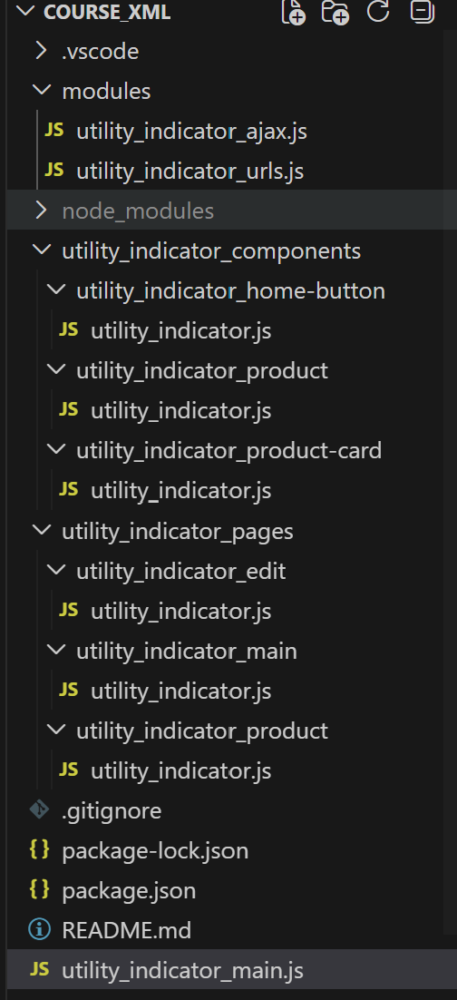 COURSE_XML
.vscode
modules
JS utility_indicator_ajax.js
JS utility_indicator_urls.js
node_modules
utility_indicator_components
utility_indicator_home-button
JS utility_indicator.js
utility_indicator_product
JS utility_indicator.js
utility_indicator_product-card
JS utility_indicator.js
utility_indicator_pages
utility_indicator_edit
JS utility_indicator.js
utility_indicator_main
JS utility_indicator.js
utility_indicator_product
JS utility_indicator.js
.gitignore
{} package-lock.json
{} package.json
README.md
JS utility_indicator_main.js